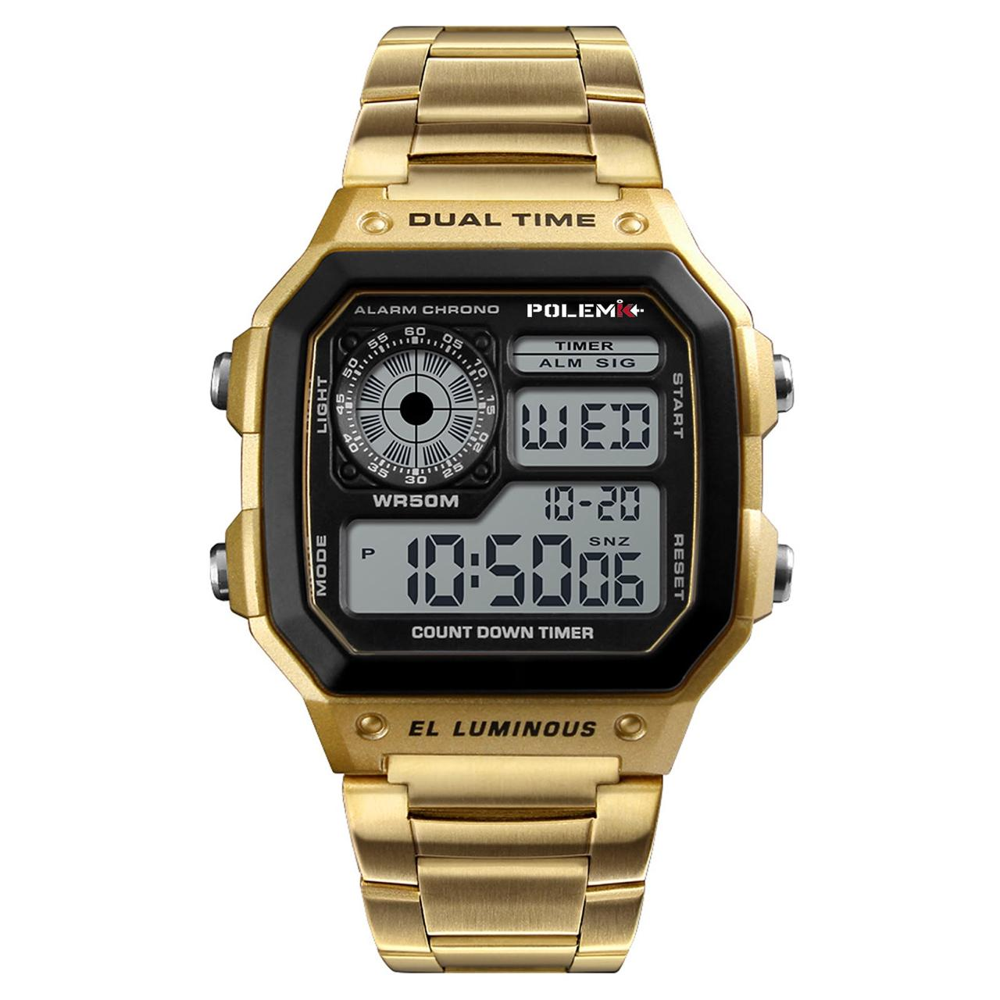 DUAL TIME
ALARM CHRONO
POLEMiK
TIMER
ALM SIG
60
05
10
15
20
25
30
35
40
45
50
55
LIGHT
START
WED
WR50M
10-20
SNZ
P 10:50 06
MODE
RESET
COUNT DOWN TIMER
EL LUMINOUS